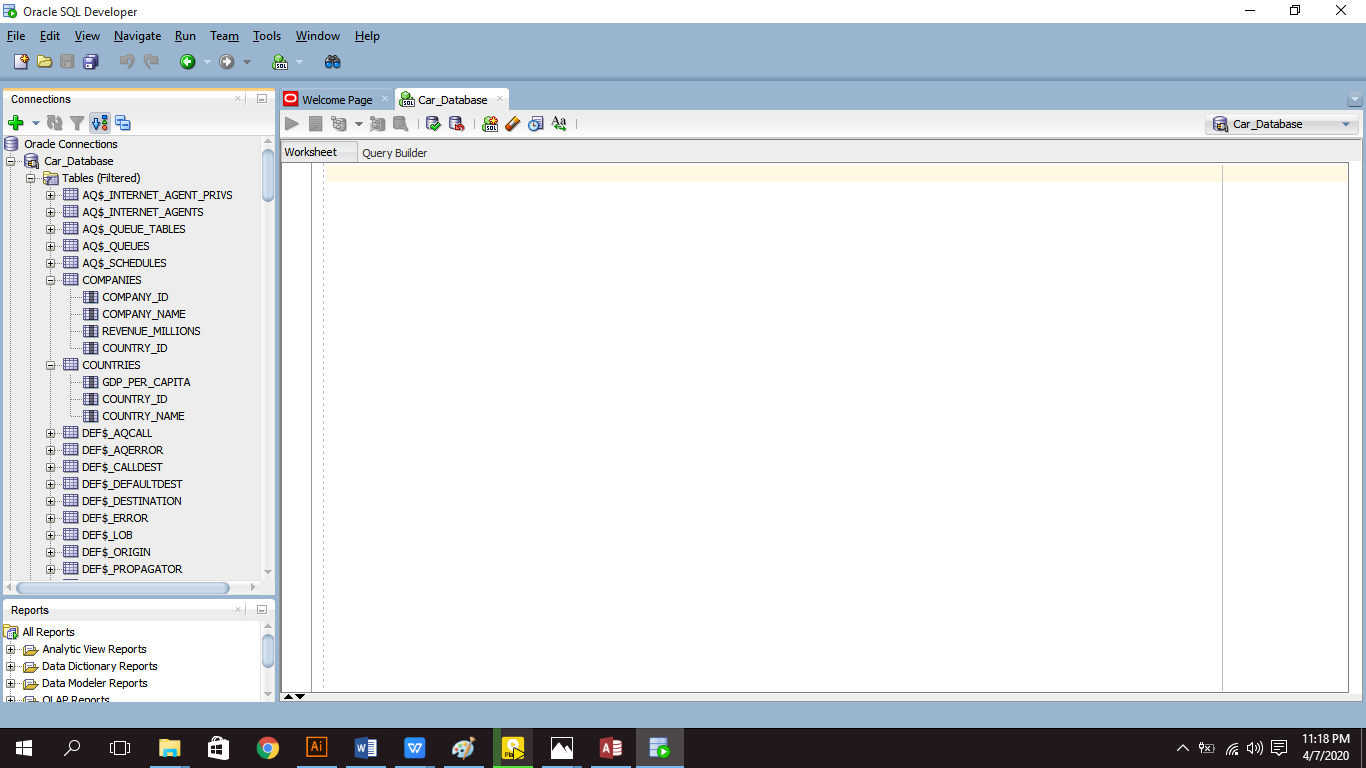 Oracle SQL Developer
File Edit View Navigate Run Team Tools Window Help
Connections
Oracle Connections
Car_Database
Tables (Filtered)
AQ$_INTERNET_AGENT_PRIVS
AQ$_INTERNET_AGENTS
AQ$_QUEUE_TABLES
AQ$_QUEUES
AQ$_SCHEDULES
COMPANIES
COMPANY_ID
COMPANY_NAME
REVENUE_MILLIONS
COUNTRY_ID
COUNTRIES
GDP_PER_CAPITA
COUNTRY_ID
COUNTRY_NAME
DEF$_AQCALL
DEF$_AQERROR
DEF$_CALLDEST
DEF$_DEFAULTDEST
DEF$_DESTINATION
DEF$_ERROR
DEF$_LOB
DEF$_ORIGIN
DEF$_PROPAGATOR
Reports
All Reports
Analytic View Reports
Data Dictionary Reports
Data Modeler Reports
OLAP Reports
Welcome Page Car_Database
Car_Database
Worksheet Query Builder
11:18 PM
4/7/2020